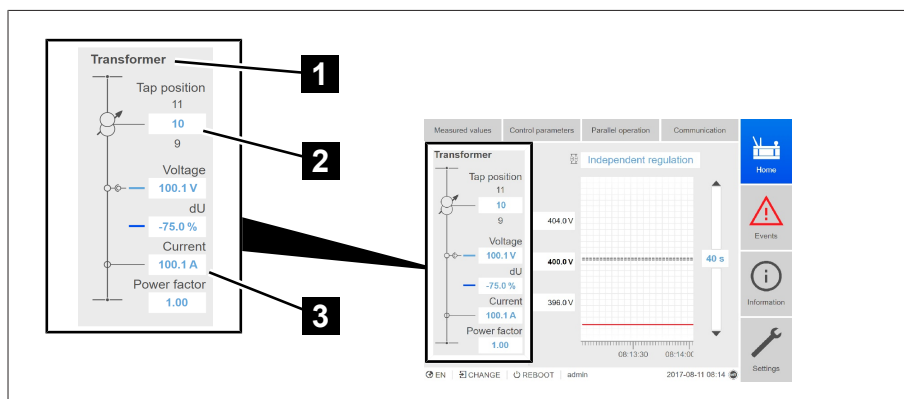 Transformer
Tap position
11
10
9
Voltage
100.1 V
dU
-75.0 %
Current
100.1 A
Power factor
1.00
1
2
3
Measured values
Control parameters
Parallel operation
Communication
Transformer
Tap position
11
10
9
Voltage
100.1 V
dU
-75.0 %
Current
100.1 A
Power factor
1.00
Independent regulation
404.0 V
400.0 V
396.0 V
40 s
08:13:30
08:14:00
Home
Events
Information
Settings
EN
CHANGE
REBOOT
admin
2017-08-11 08:14